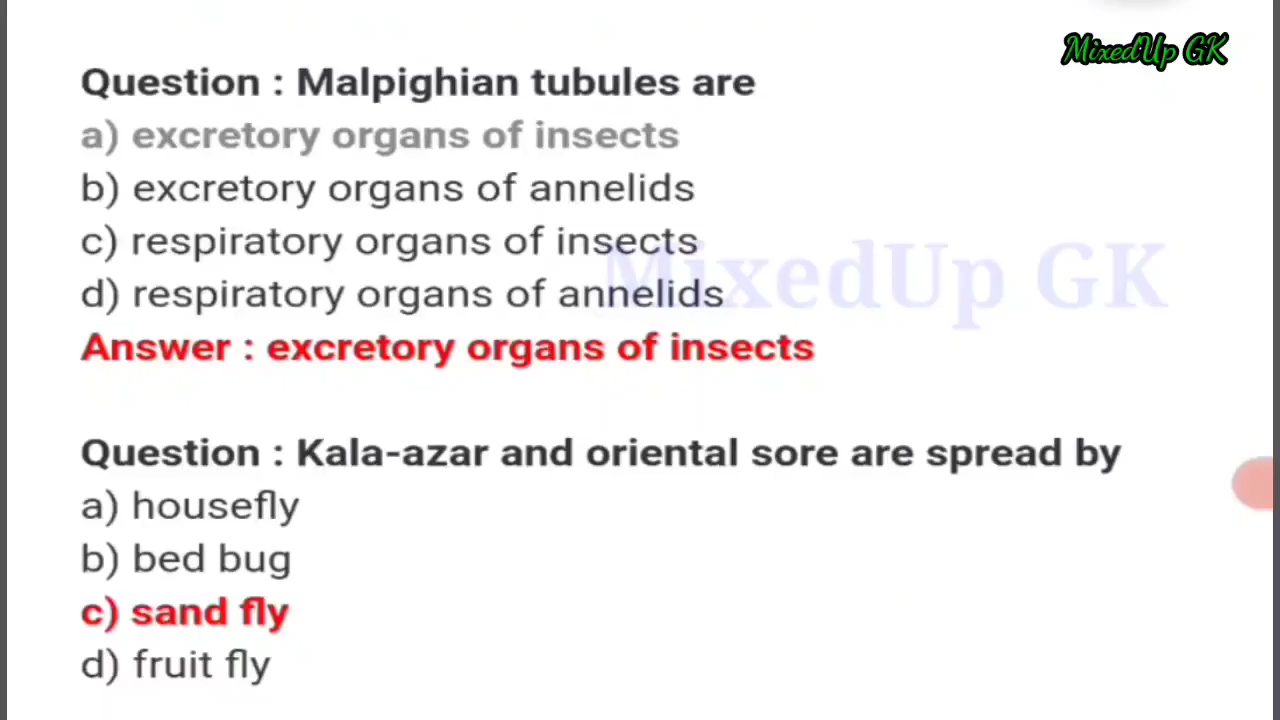 MixedUp GK
Question : Malpighian tubules are
a) excretory organs of insects
b) excretory organs of annelids
c) respiratory organs of insects
MixedUp GK
d) respiratory organs of annelids
Answer : excretory organs of insects
Question : Kala-azar and oriental sore are spread by
a) housefly
b) bed bug
c) sand fly
d) fruit fly